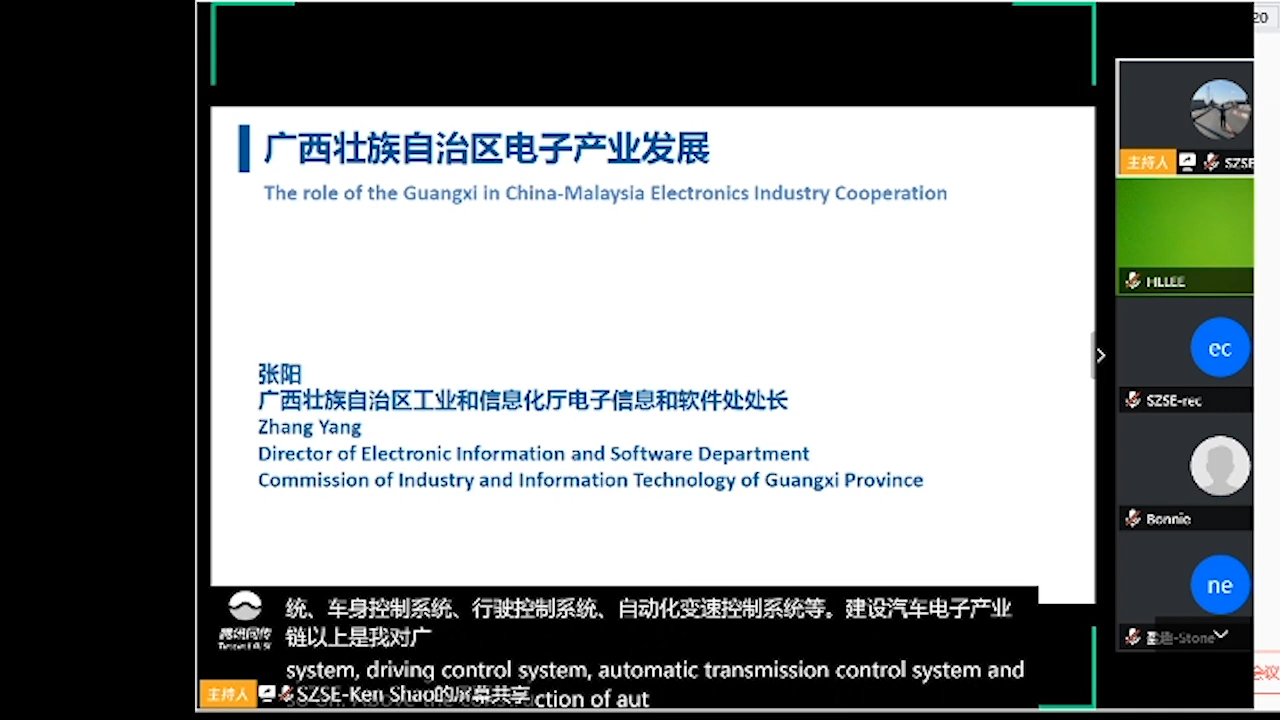 20
广西壮族自治区电子产业发展
The role of the Guangxi in China-Malaysia Electronics Industry Cooperation
张阳
广西壮族自治区工业和信息化厅电子信息和软件处处长
Zhang Yang
Director of Electronic Information and Software Department
Commission of Industry and Information Technology of Guangxi Province
腾讯同传
统、车身控制系统、行驶控制系统、自动化变速控制系统等。建设汽车电子产业
链以上是我对广
system, driving control system, automatic transmission control system and
ction of aut
主持人 SZSE-Ken Shao的屏幕共享
主持人 SZSE
HLLEE
ec
SZSE-rec
Bonnie
ne
-Stone
会议